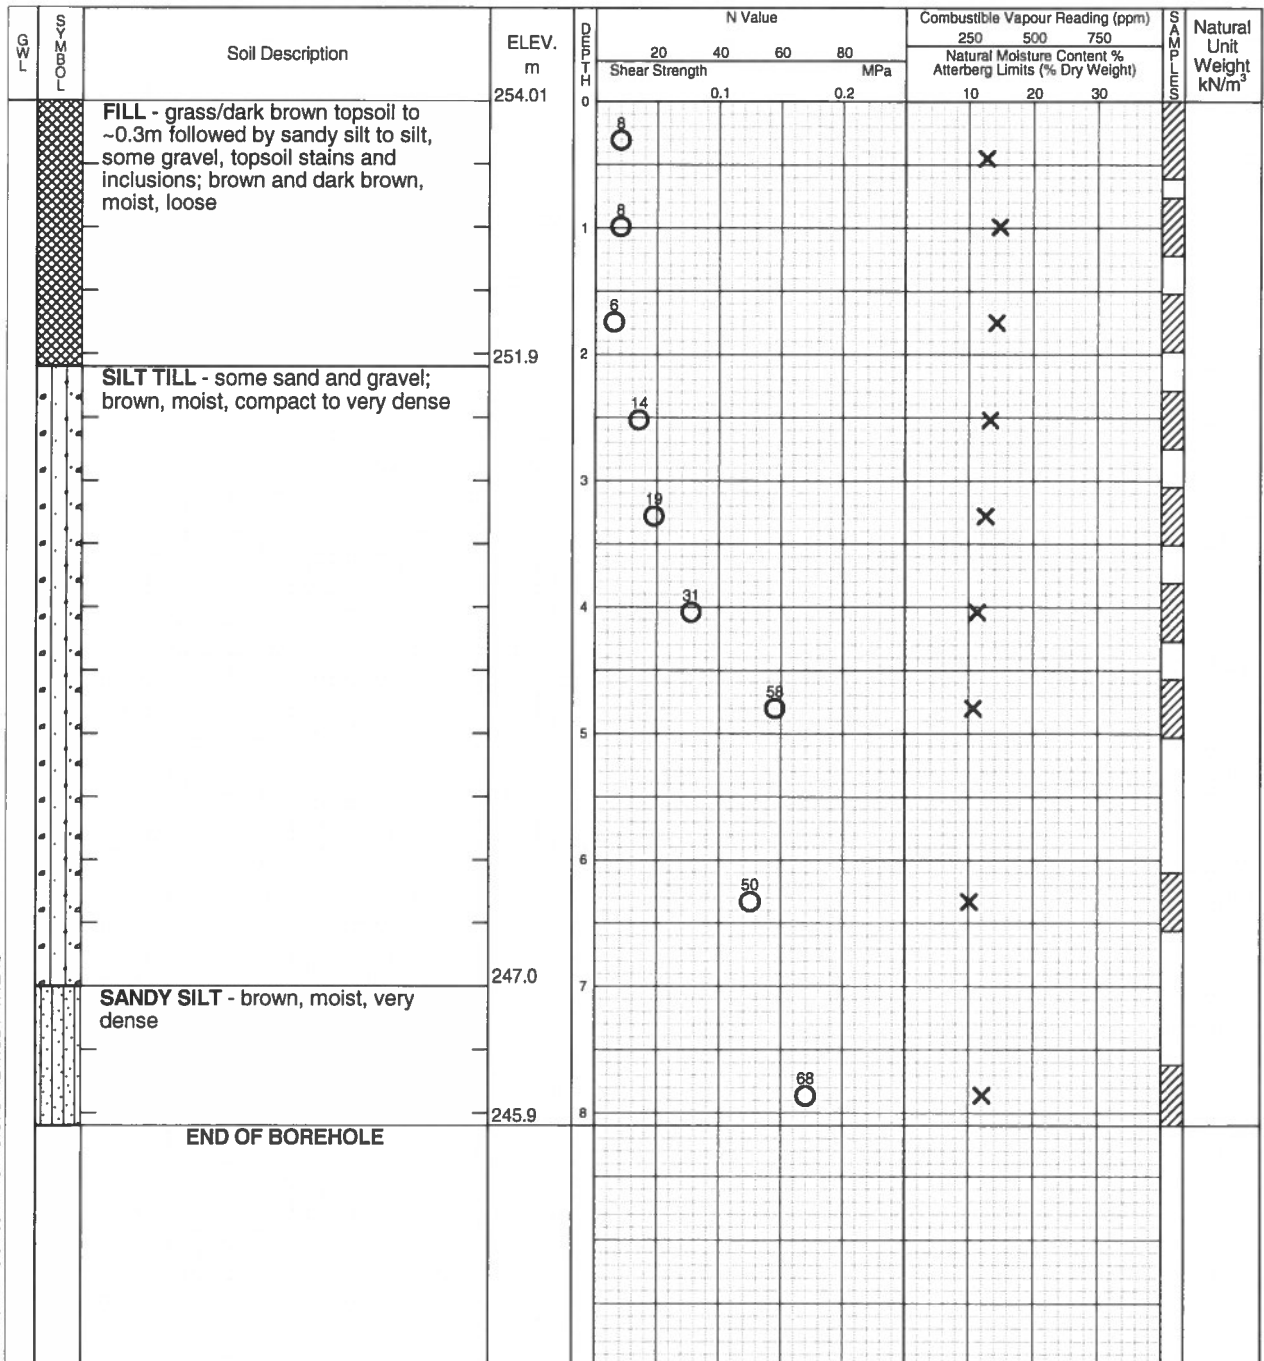 GWL
SYMBOL
Soil Description
ELEV.
m
DEPTH
N Value
20 40 60 80
Shear Strength MPa
0.1 0.2
Combustible Vapour Reading (ppm)
250 500 750
Natural Moisture Content %
Atterberg Limits (% Dry Weight)
10 20 30
SAMPLES
Natural
Unit
Weight
kN/m³
254.01
0
FILL - grass/dark brown topsoil to
~0.3m followed by sandy silt to silt,
some gravel, topsoil stains and
inclusions; brown and dark brown,
moist, loose
8
8
1
6
2
251.9
SILT TILL - some sand and gravel;
brown, moist, compact to very dense
14
3
19
31
4
58
5
6
50
247.0
7
SANDY SILT - brown, moist, very
dense
68
245.9
8
END OF BOREHOLE